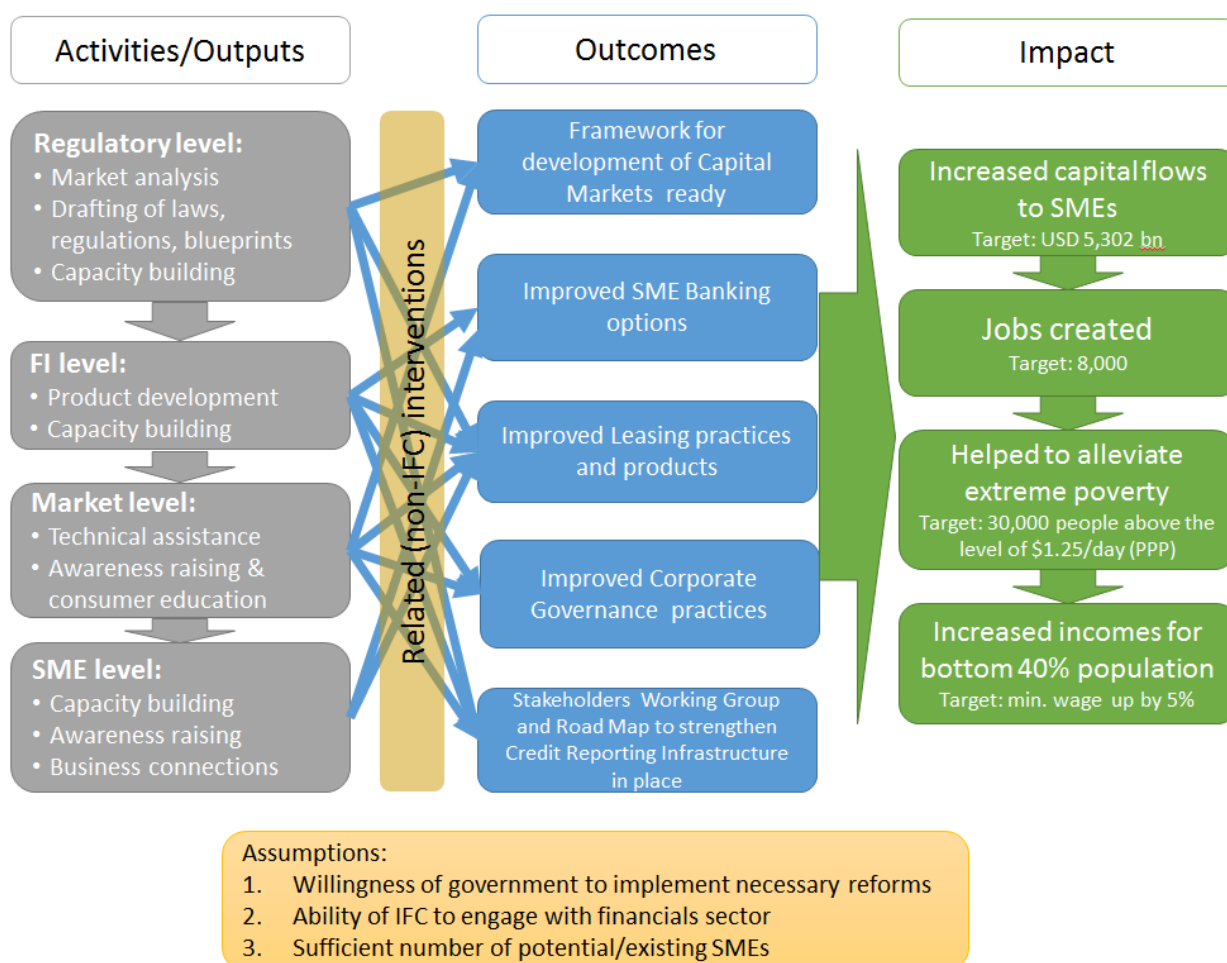 Activities/Outputs
Regulatory level:
• Market analysis
• Drafting of laws,
regulations, blueprints
• Capacity building
FI level:
• Product development
• Capacity building
Market level:
• Technical assistance
• Awareness raising &
consumer education
SME level:
• Capacity building
• Awareness raising
• Business connections
Related (non-IFC) interventions
Outcomes
Framework for
development of Capital
Markets ready
Improved SME Banking
options
Improved Leasing practices
and products
Improved Corporate
Governance practices
Stakeholders Working Group
and Road Map to strengthen
Credit Reporting Infrastructure
in place
Impact
Increased capital flows
to SMEs
Target: USD 5,302 bn
Jobs created
Target: 8,000
Helped to alleviate
extreme poverty
Target: 30,000 people above the
level of $1.25/day (PPP)
Increased incomes for
bottom 40% population
Target: min. wage up by 5%
Assumptions:
1. Willingness of government to implement necessary reforms
2. Ability of IFC to engage with financials sector
3. Sufficient number of potential/existing SMEs